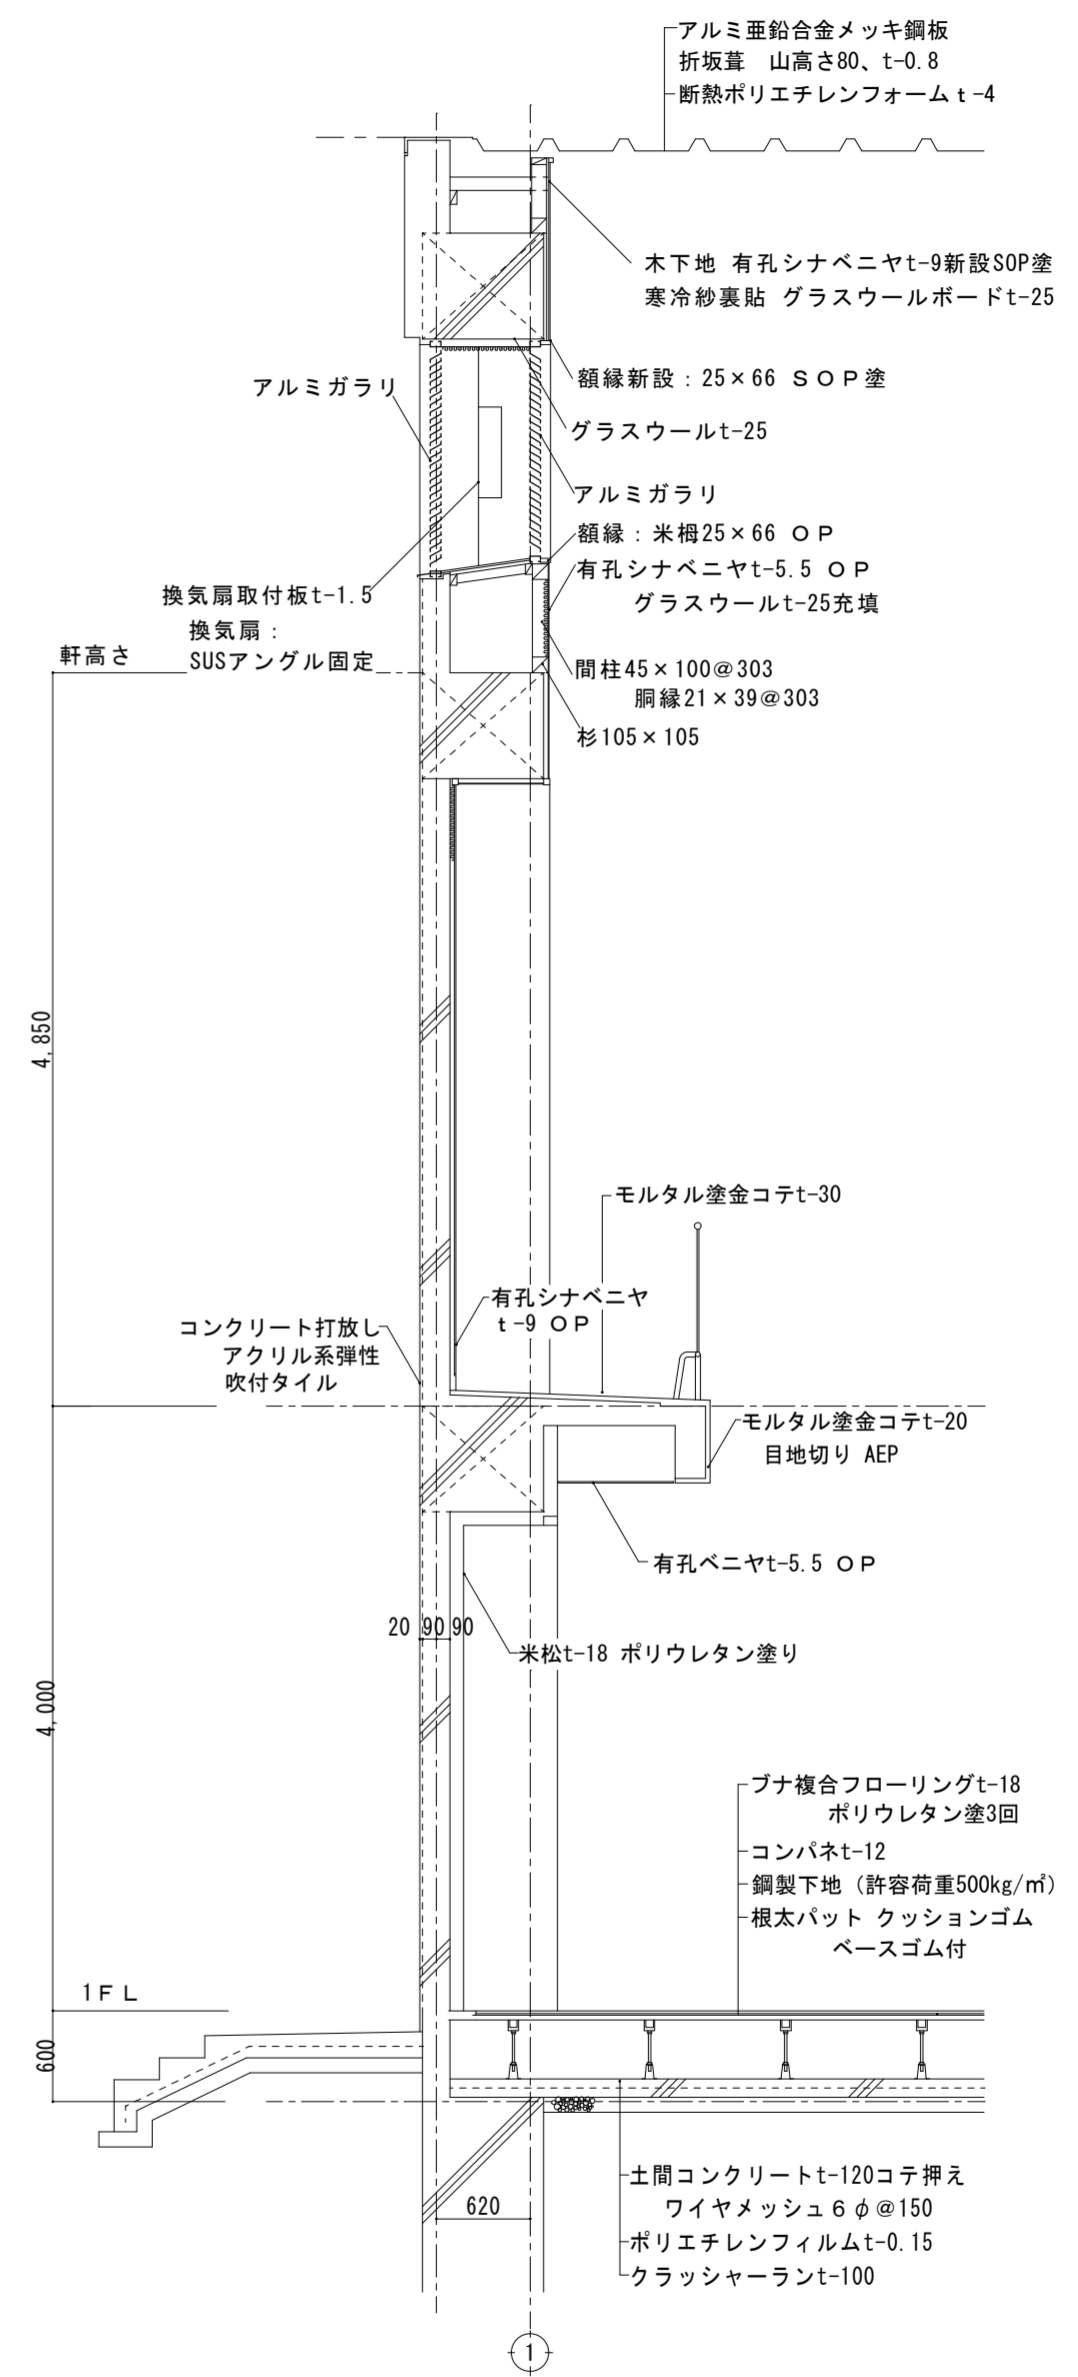 アルミ亜鉛合金メッキ鋼板
折坂葺 山高さ80、t-0.8
断熱ポリエチレンフォームt-4
木下地 有孔シナベニヤt-9新設SOP塗
寒冷紗裏貼 グラスウールボードt-25
額縁新設：25×66 SOP塗
アルミガラリ
グラスウールt-25
アルミガラリ
額縁：米栂25×66 OP
有孔シナベニヤt-5.5 OP
グラスウールt-25充填
換気扇取付板t-1.5
換気扇：
SUSアングル固定
軒高さ
間柱45×100@303
胴縁21×39@303
杉105×105
4,850
モルタル塗金コテt-30
有孔シナベニヤ
t-9 OP
コンクリート打放し
アクリル系弾性
吹付タイル
モルタル塗金コテt-20
目地切り AEP
有孔ベニヤt-5.5 OP
20 90 90
米松t-18 ポリウレタン塗り
4,000
ブナ複合フローリングt-18
ポリウレタン塗3回
コンパネt-12
鋼製下地（許容荷重500kg/㎡）
根太パット クッションゴム
ベースゴム付
1FL
600
土間コンクリートt-120コテ押え
ワイヤメッシュ6φ@150
ポリエチレンフィルムt-0.15
クラッシャーランt-100
620
1